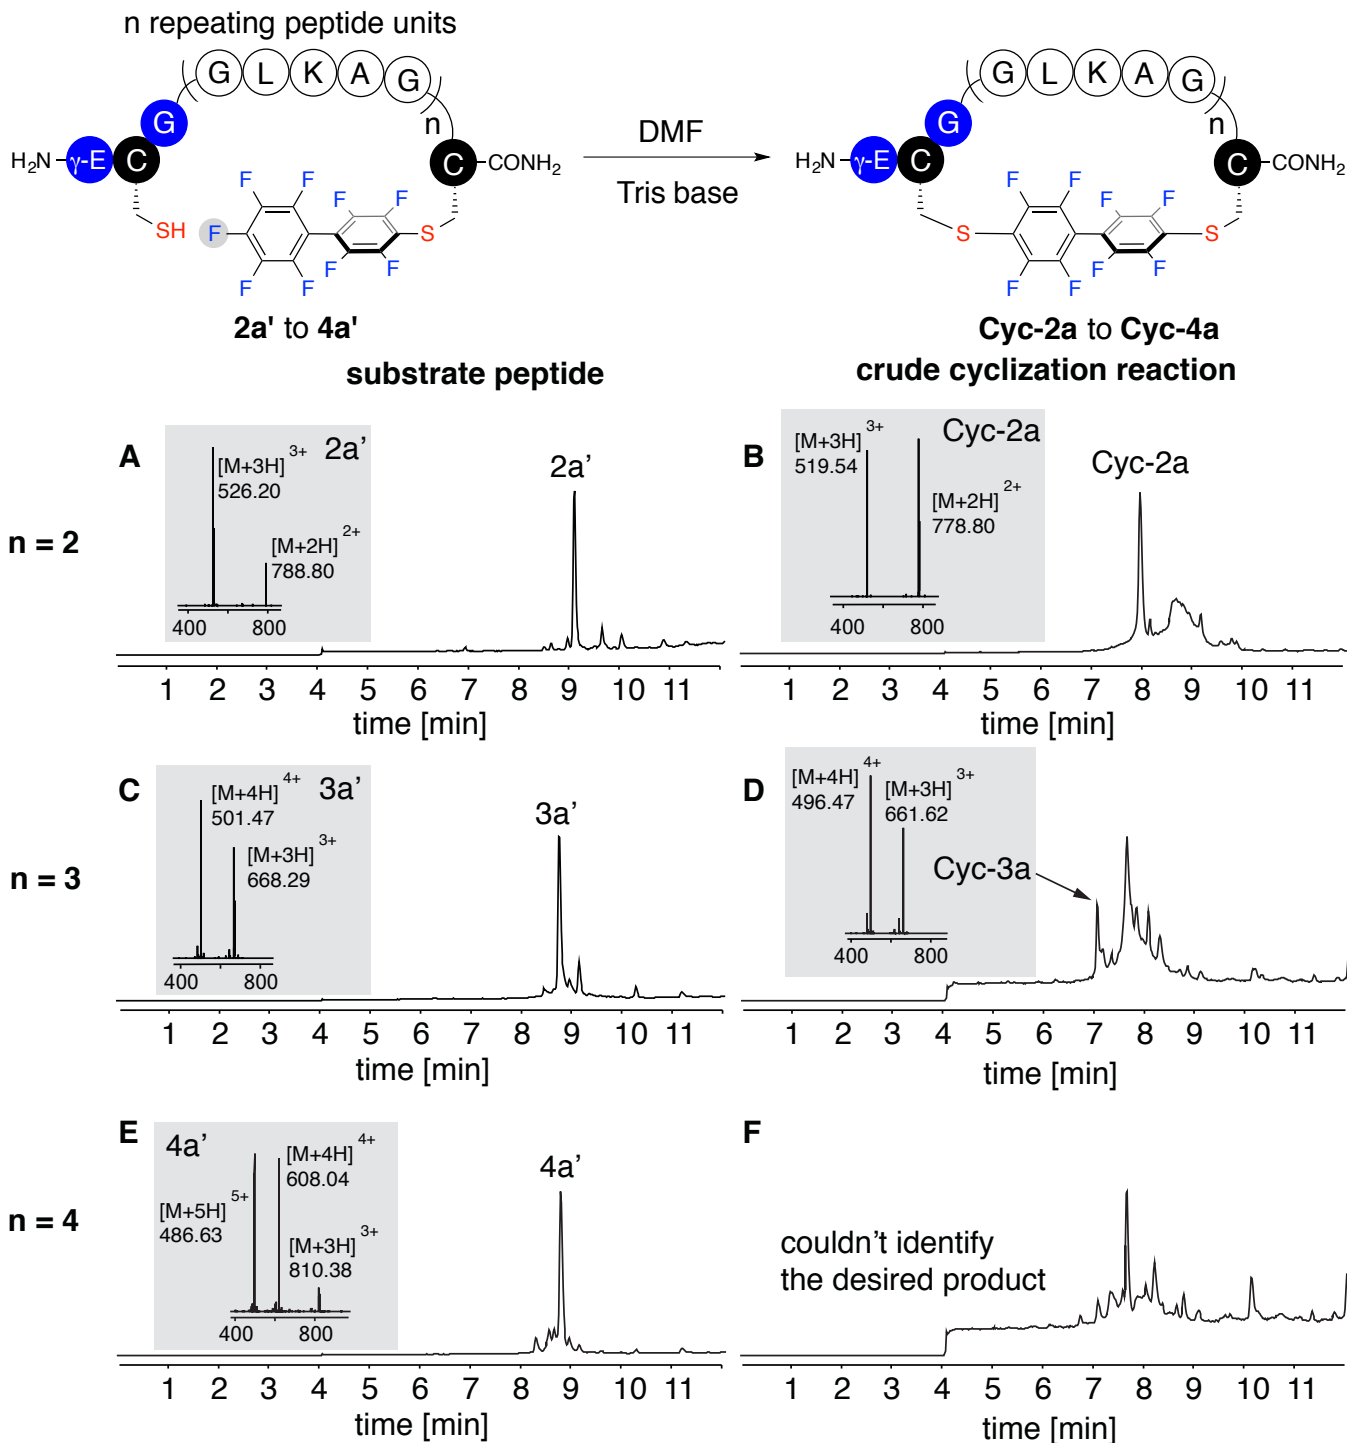 n repeating peptide units
G L K A G
n
G
H₂N γ-E C
C CONH₂
SH
F F F F F F F F F
S
DMF
Tris base
G L K A G
n
G
H₂N γ-E C
C CONH₂
S
F F F F F F F F
S
2a' to 4a'
Cyc-2a to Cyc-4a
substrate peptide
crude cyclization reaction
n = 2
A
2a’
[M+3H] 3+
526.20
[M+2H] 2+
788.80
400 800
2a’
1 2 3 4 5 6 7 8 9 10 11
time [min]
B
Cyc-2a
[M+3H] 3+
519.54
[M+2H] 2+
778.80
400 800
Cyc-2a
1 2 3 4 5 6 7 8 9 10 11
time [min]
n = 3
C
3a’
[M+4H] 4+
501.47
[M+3H] 3+
668.29
400 800
3a’
1 2 3 4 5 6 7 8 9 10 11
time [min]
D
[M+4H] 4+
496.47
[M+3H] 3+
661.62
400 800
Cyc-3a
1 2 3 4 5 6 7 8 9 10 11
time [min]
n = 4
E
4a’
[M+4H] 4+
608.04
[M+5H] 5+
486.63
[M+3H] 3+
810.38
400 800
4a’
1 2 3 4 5 6 7 8 9 10 11
time [min]
F
couldn’t identify
the desired product
1 2 3 4 5 6 7 8 9 10 11
time [min]